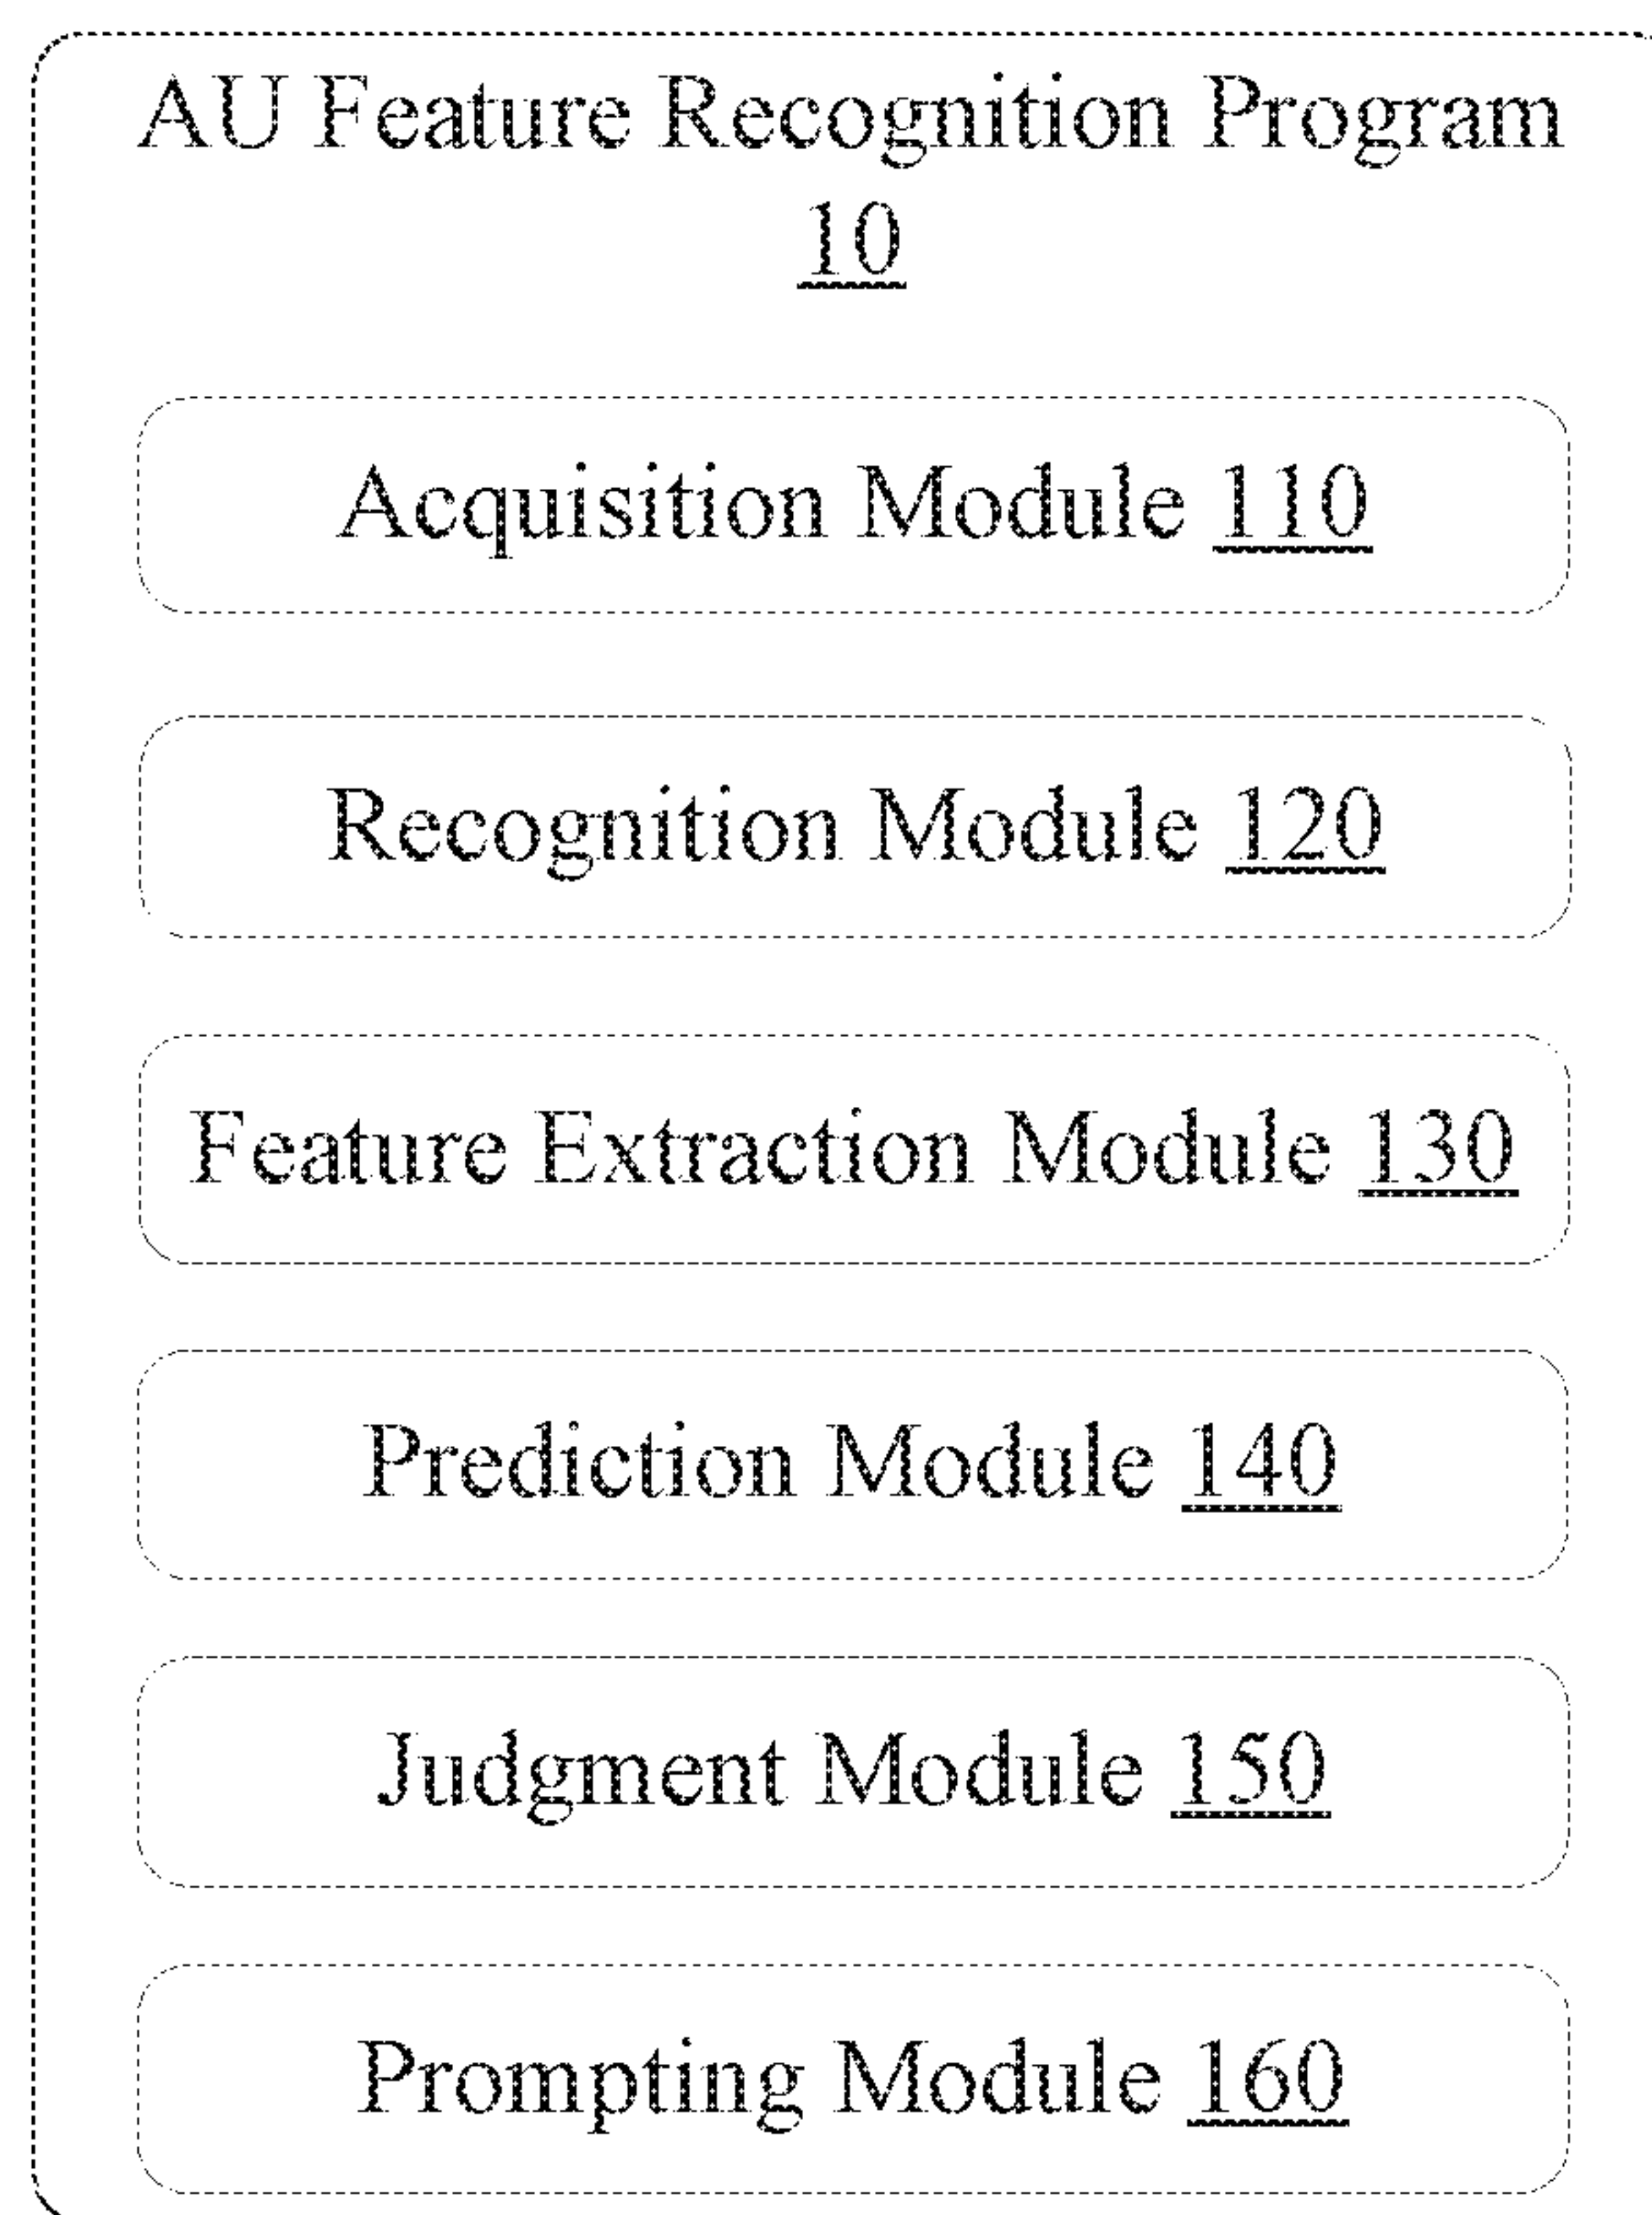 AU Feature Recognition Program
10
Acquisition Module 110
Recognition Module 120
Feature Extraction Module 130
Prediction Module 140
Judgment Module 150
Prompting Module 160